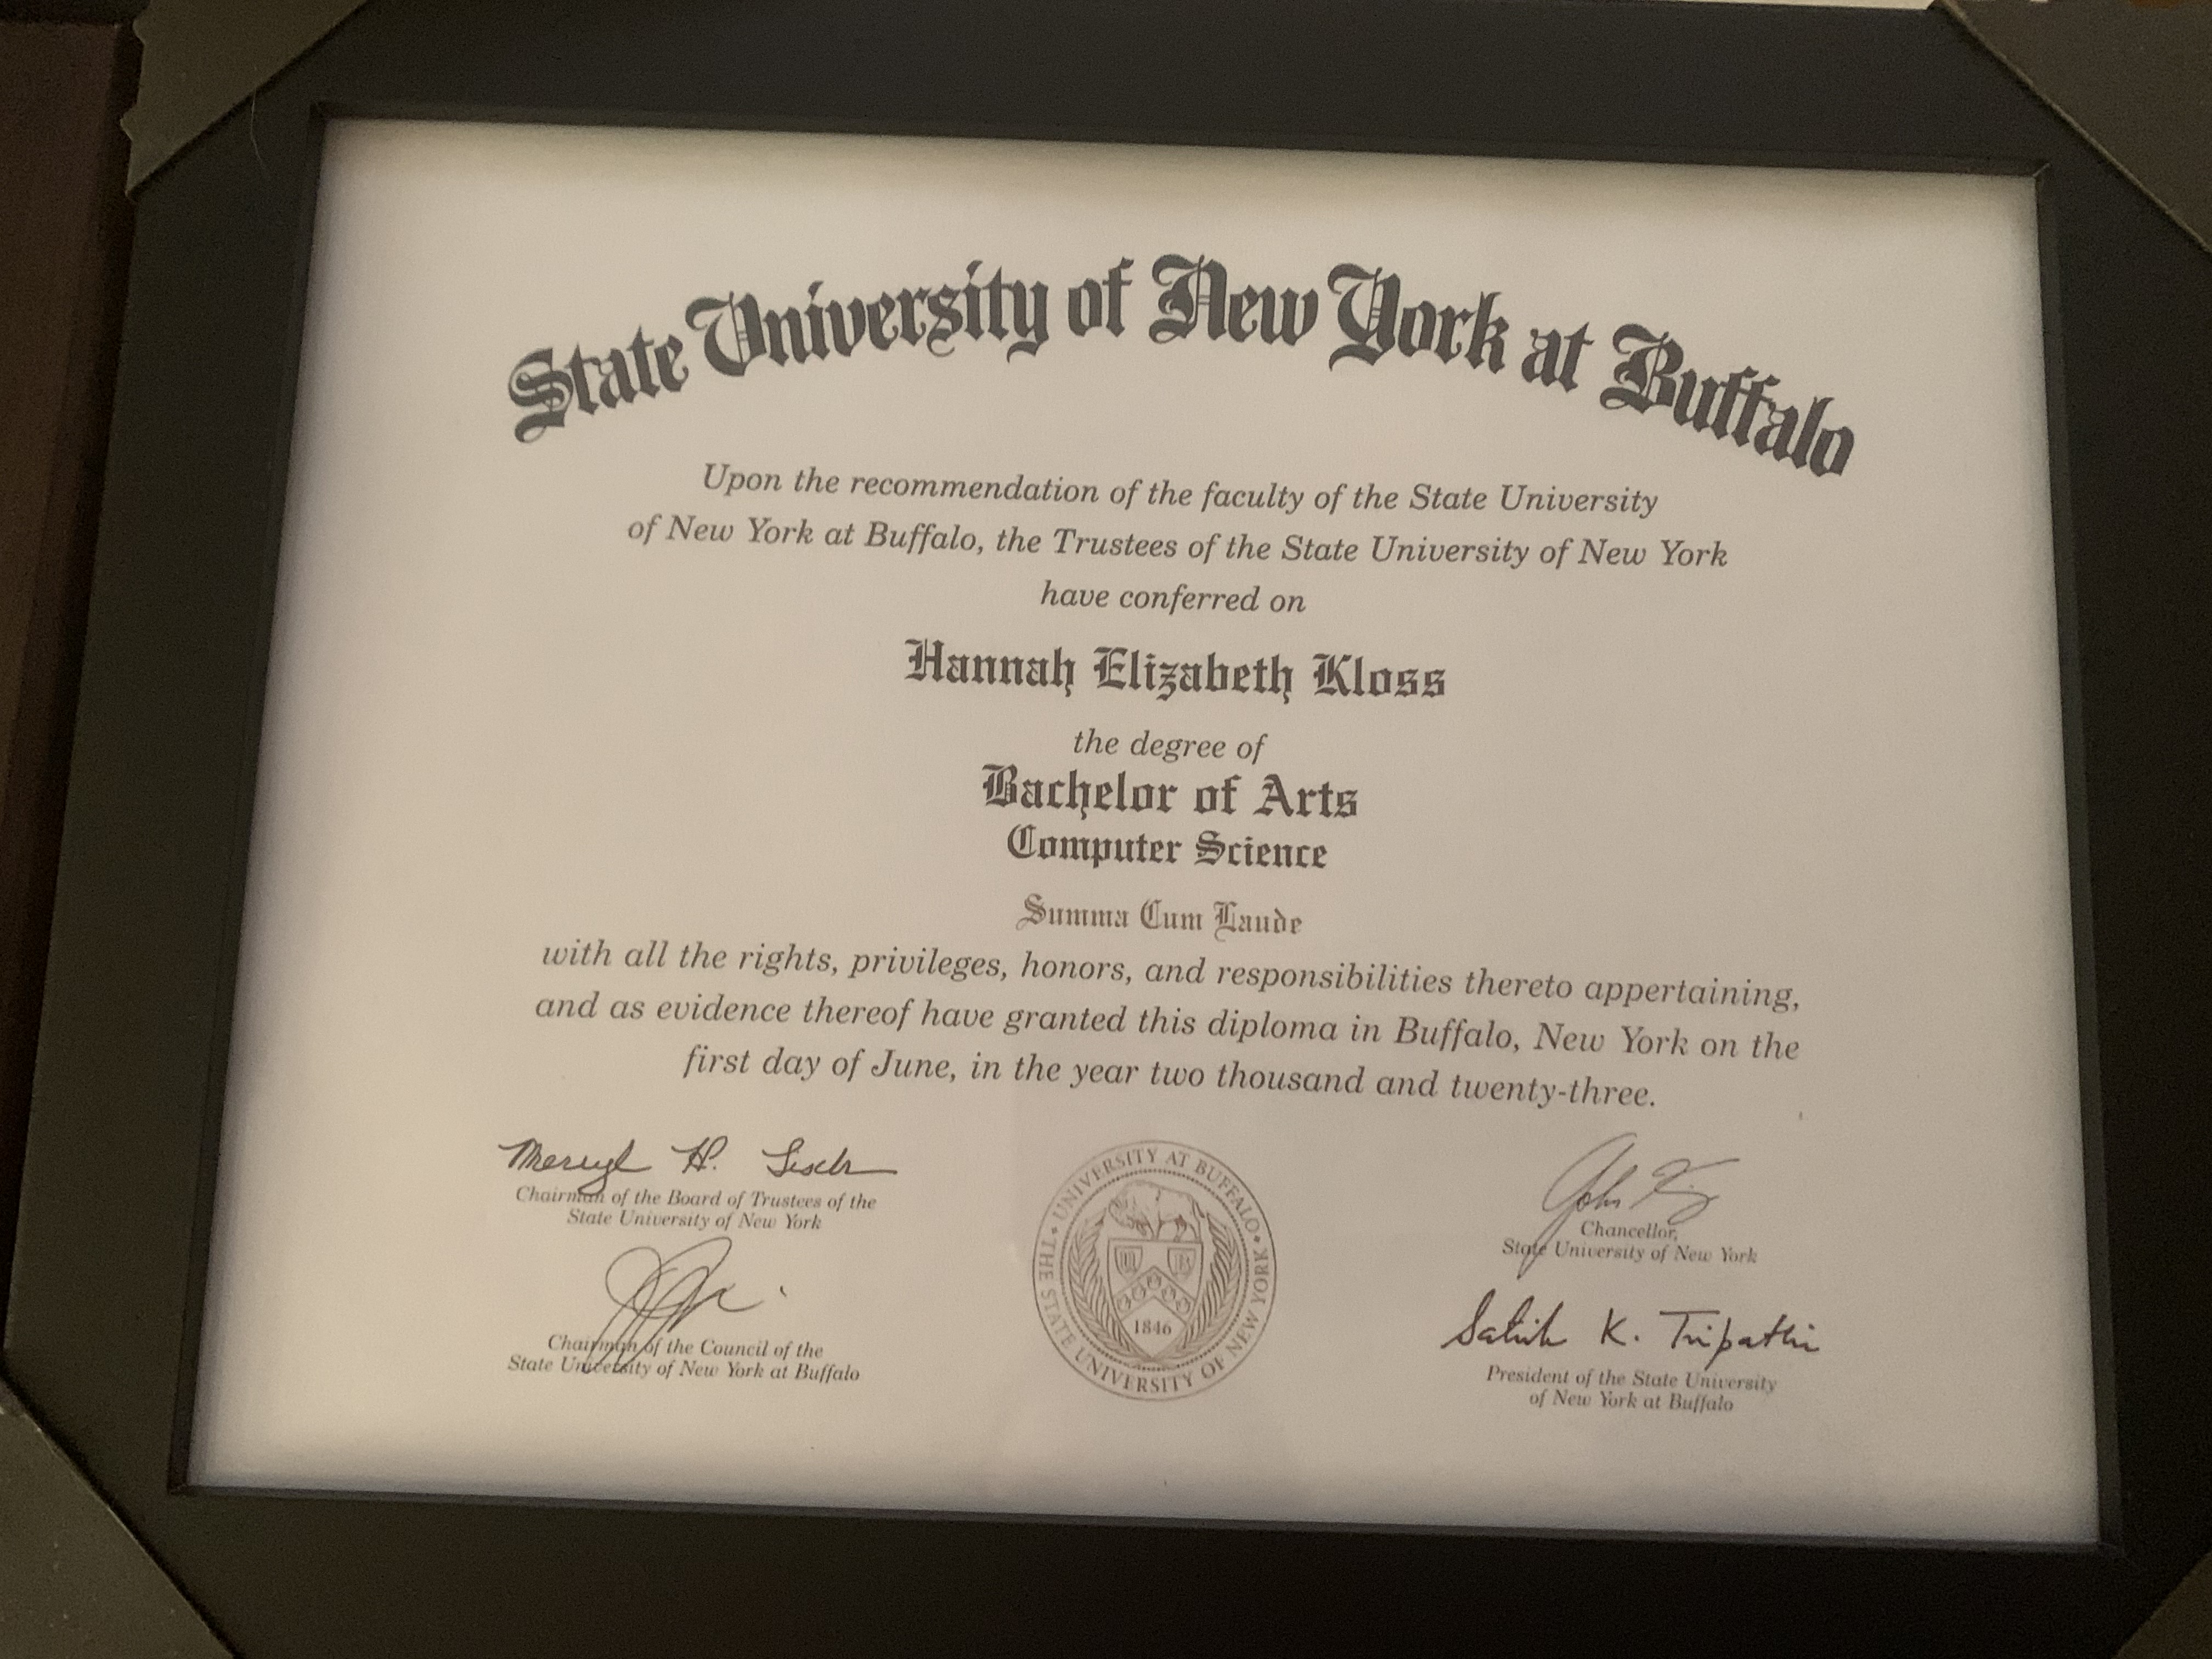 State University of New York at Buffalo
Upon the recommendation of the faculty of the State University
of New York at Buffalo, the Trustees of the State University of New York
have conferred on
Hannah Elizabeth Kloss
the degree of
Bachelor of Arts
Computer Science
Summa Cum Laude
with all the rights, privileges, honors, and responsibilities thereto appertaining,
and as evidence thereof have granted this diploma in Buffalo, New York on the
first day of June, in the year two thousand and twenty-three.
Merryl H. Tisch
Chairman of the Board of Trustees of the
State University of New York
Chairman of the Council of the
State University of New York at Buffalo
THE STATE UNIVERSITY OF NEW YORK • UNIVERSITY AT BUFFALO •
1846
John King
Chancellor,
State University of New York
Satish K. Tripathi
President of the State University
of New York at Buffalo